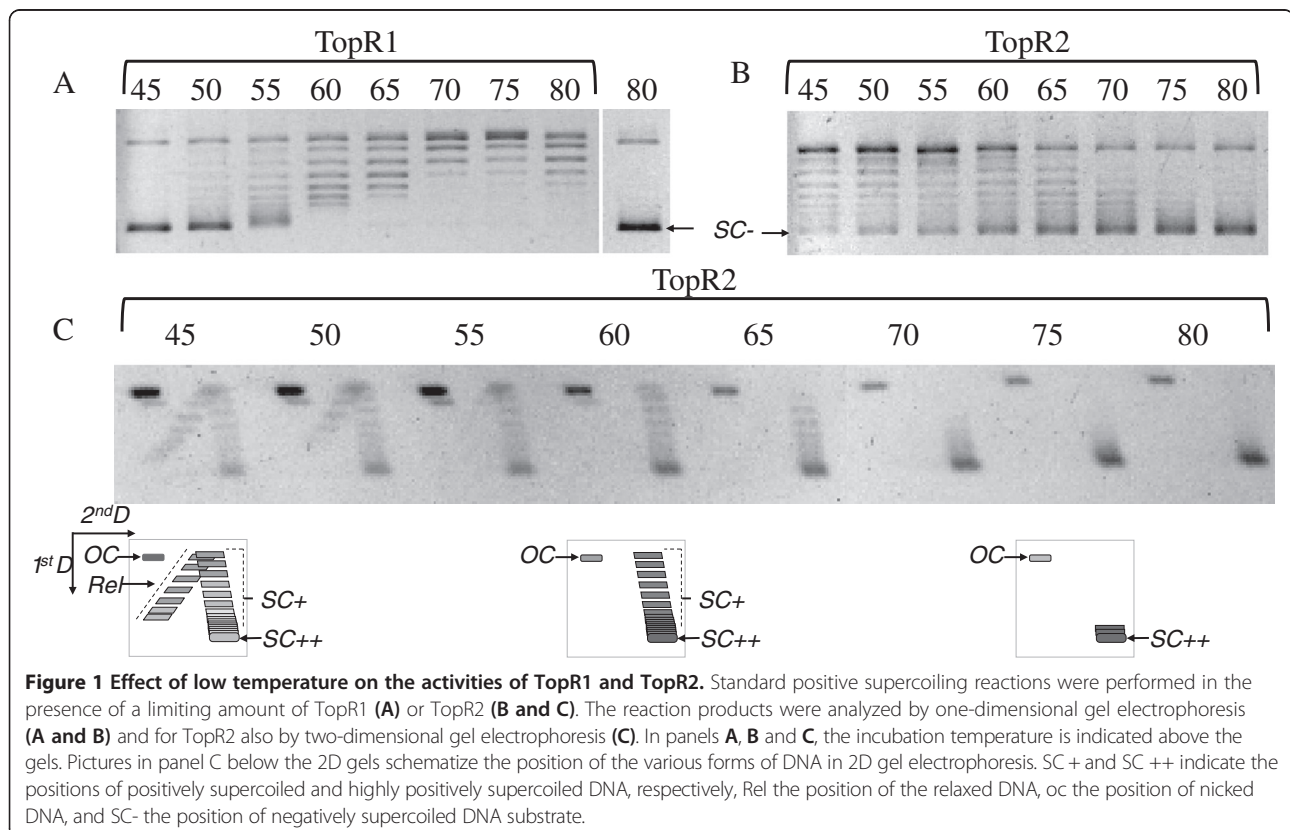 TopR1
TopR2
A
45 50 55 60 65 70 75 80
80
B
45 50 55 60 65 70 75 80
SC-
TopR2
C
45 50 55 60 65 70 75 80
2ndD
1st D
OC
Rel
SC+
SC++
OC
SC+
SC++
OC
SC++
Figure 1 Effect of low temperature on the activities of TopR1 and TopR2. Standard positive supercoiling reactions were performed in the
presence of a limiting amount of TopR1 (A) or TopR2 (B and C). The reaction products were analyzed by one-dimensional gel electrophoresis
(A and B) and for TopR2 also by two-dimensional gel electrophoresis (C). In panels A, B and C, the incubation temperature is indicated above the
gels. Pictures in panel C below the 2D gels schematize the position of the various forms of DNA in 2D gel electrophoresis. SC + and SC ++ indicate the
positions of positively supercoiled and highly positively supercoiled DNA, respectively, Rel the position of the relaxed DNA, oc the position of nicked
DNA, and SC- the position of negatively supercoiled DNA substrate.